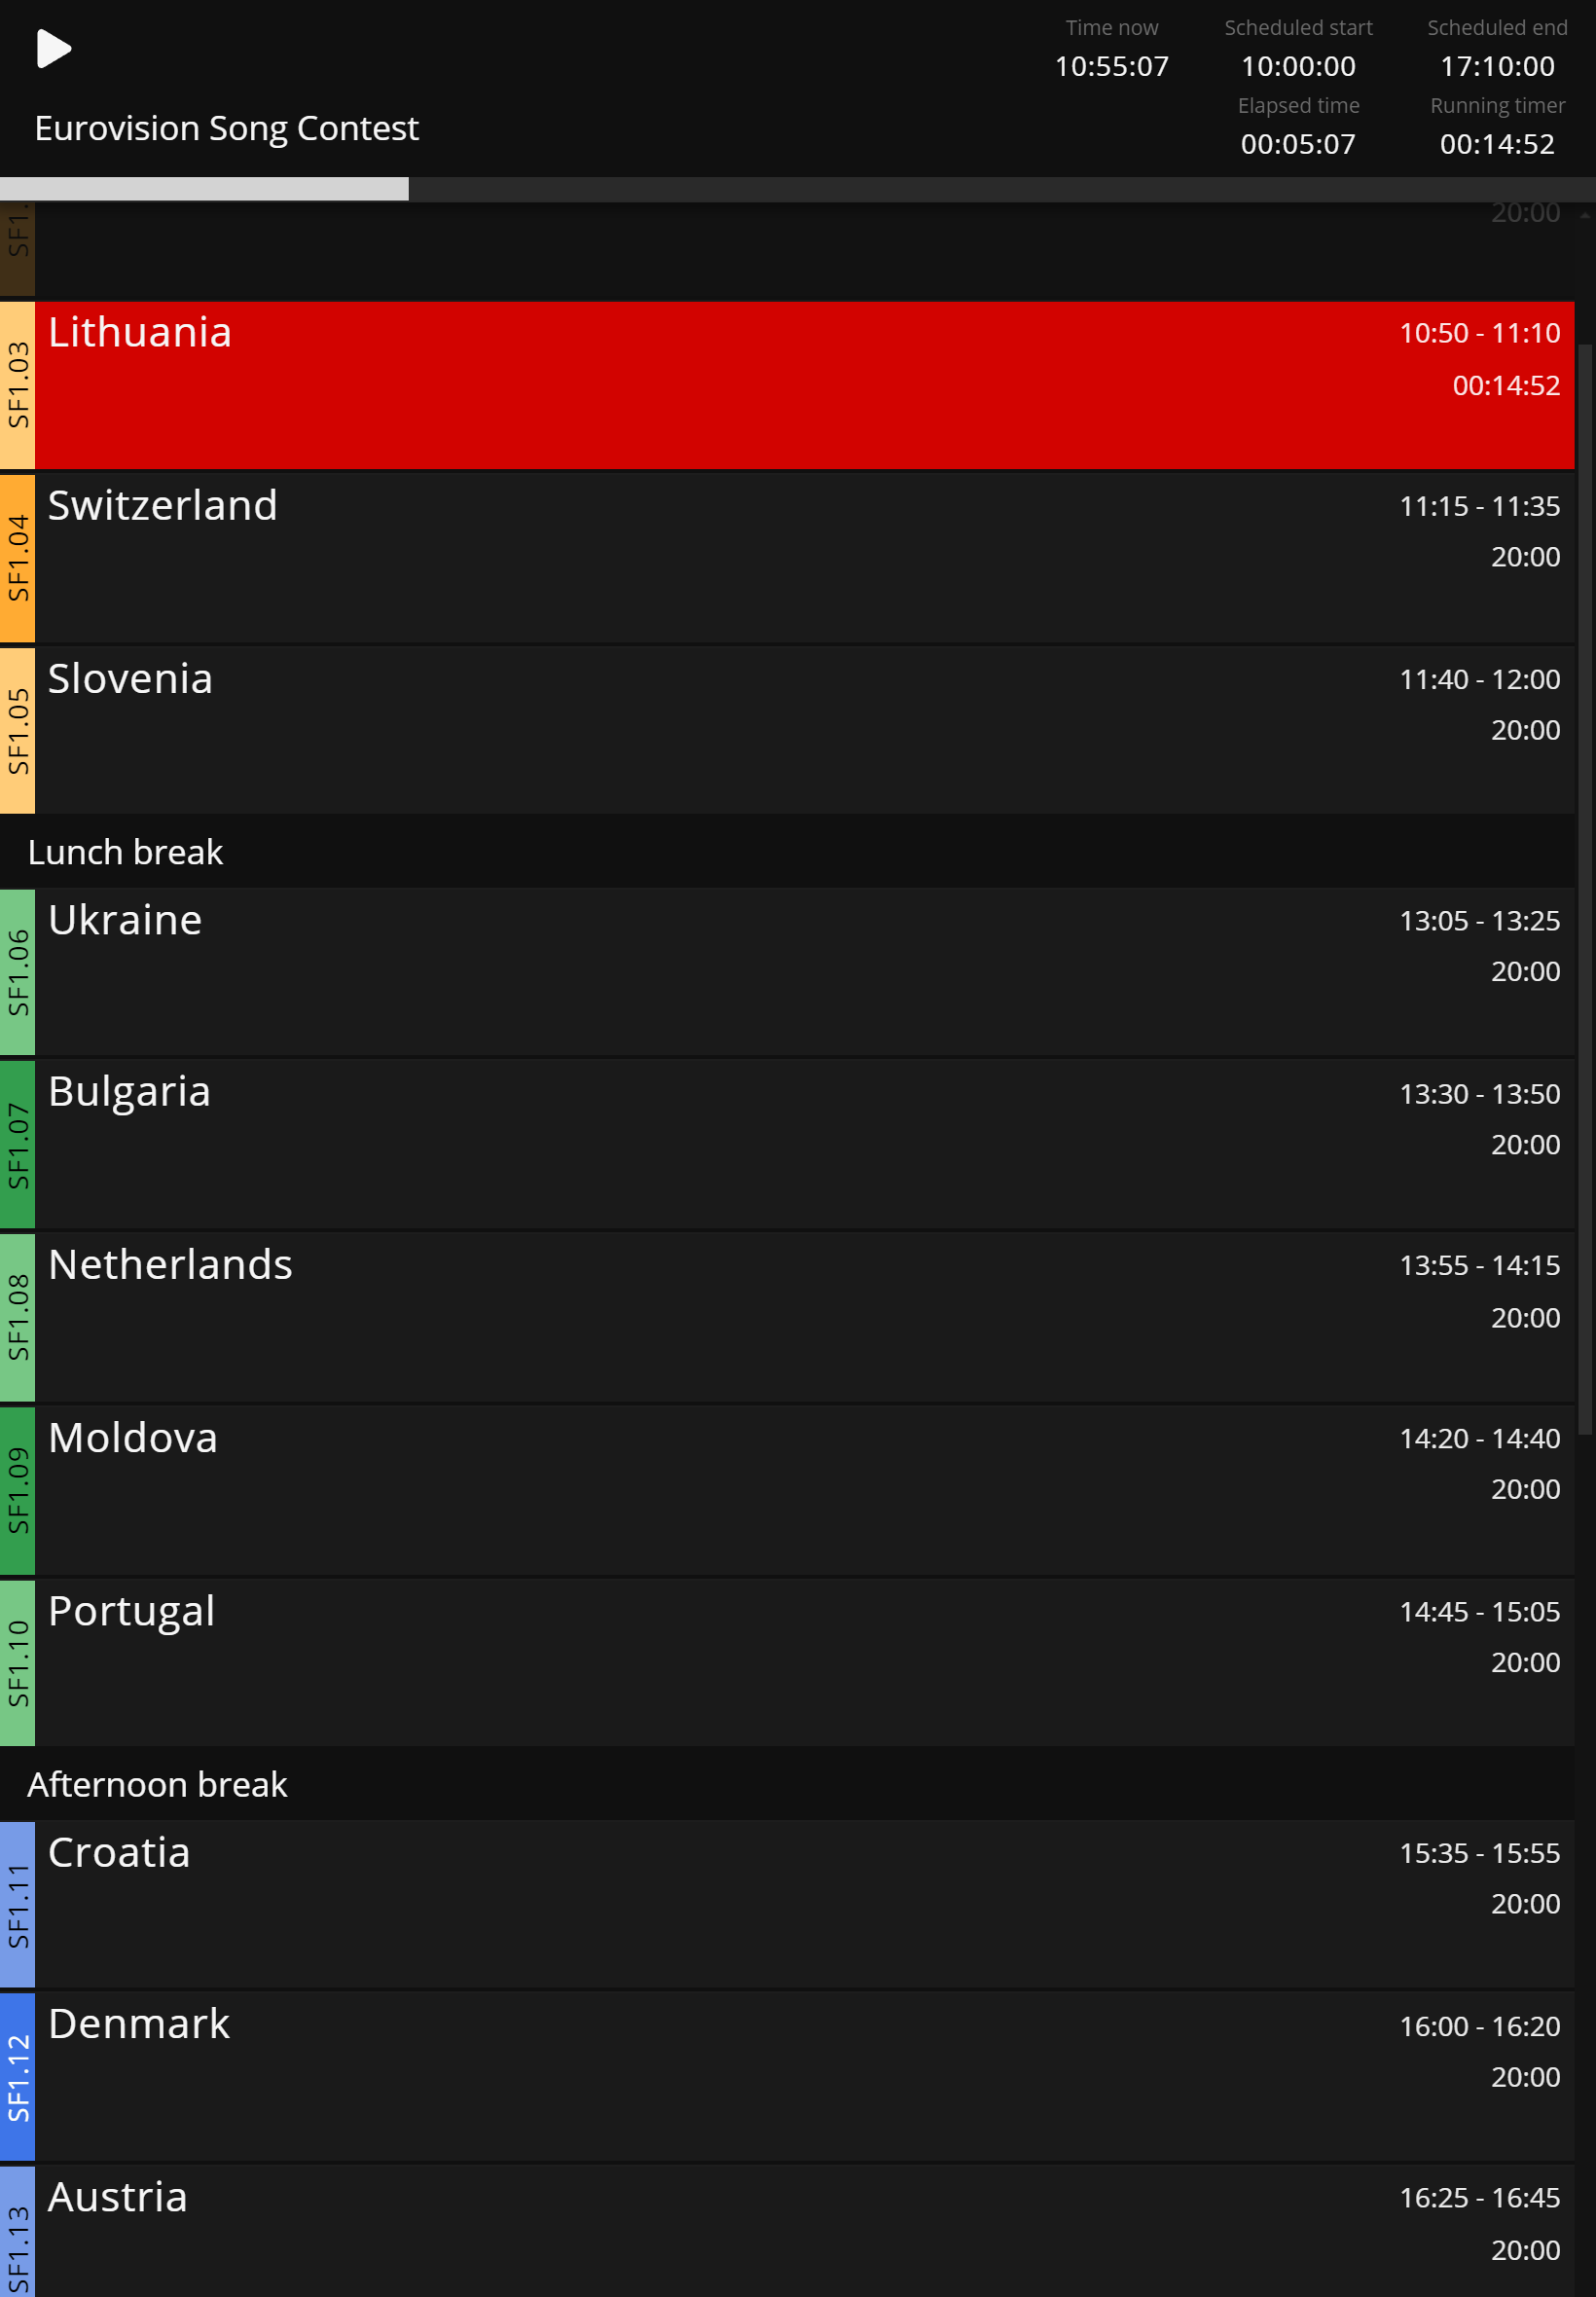 Time now Scheduled start Scheduled end
10:55:07 10:00:00 17:10:00
Elapsed time Running timer
Eurovision Song Contest
00:05:07 00:14:52
SF1.
20:00
SF1.03
Lithuania 10:50 - 11:10
00:14:52
SF1.04
Switzerland 11:15 - 11:35
20:00
SF1.05
Slovenia 11:40 - 12:00
20:00
Lunch break
SF1.06
Ukraine 13:05 - 13:25
20:00
SF1.07
Bulgaria 13:30 - 13:50
20:00
SF1.08
Netherlands 13:55 - 14:15
20:00
SF1.09
Moldova 14:20 - 14:40
20:00
SF1.10
Portugal 14:45 - 15:05
20:00
Afternoon break
SF1.11
Croatia 15:35 - 15:55
20:00
SF1.12
Denmark 16:00 - 16:20
20:00
SF1.13
Austria 16:25 - 16:45
20:00